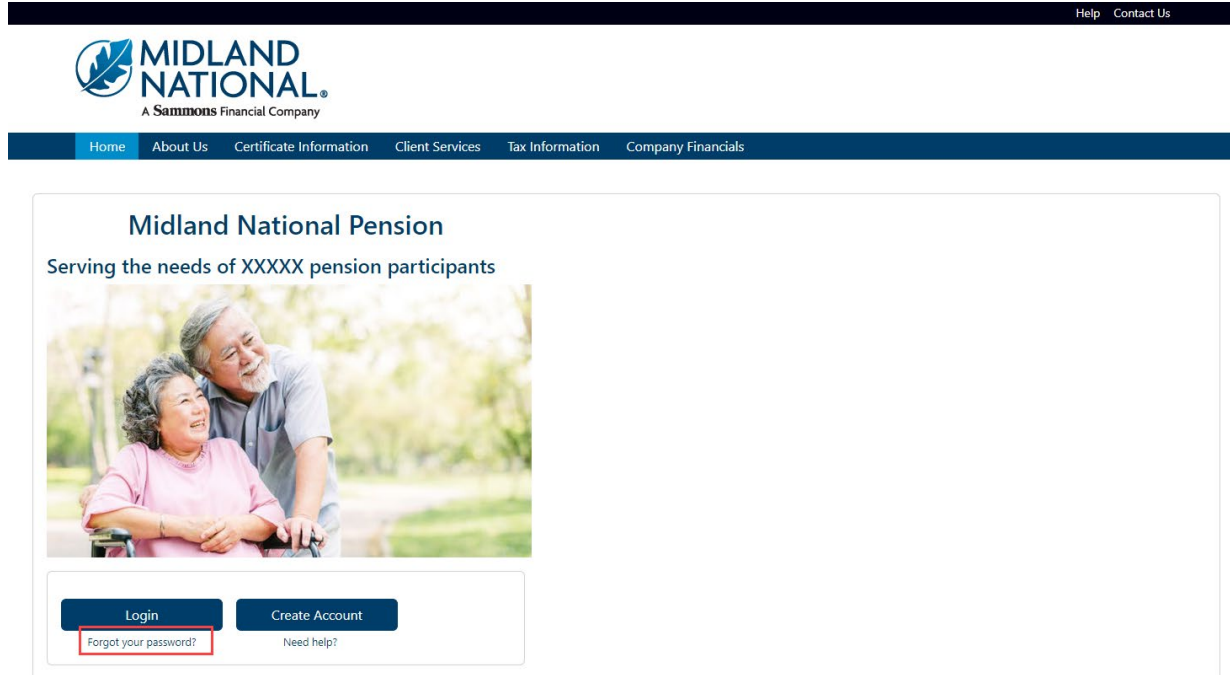 Help Contact Us
MIDLAND
NATIONAL®
A Sammons Financial Company
Home About Us Certificate Information Client Services Tax Information Company Financials
Midland National Pension
Serving the needs of XXXXX pension participants
Login Create Account
Forgot your password? Need help?